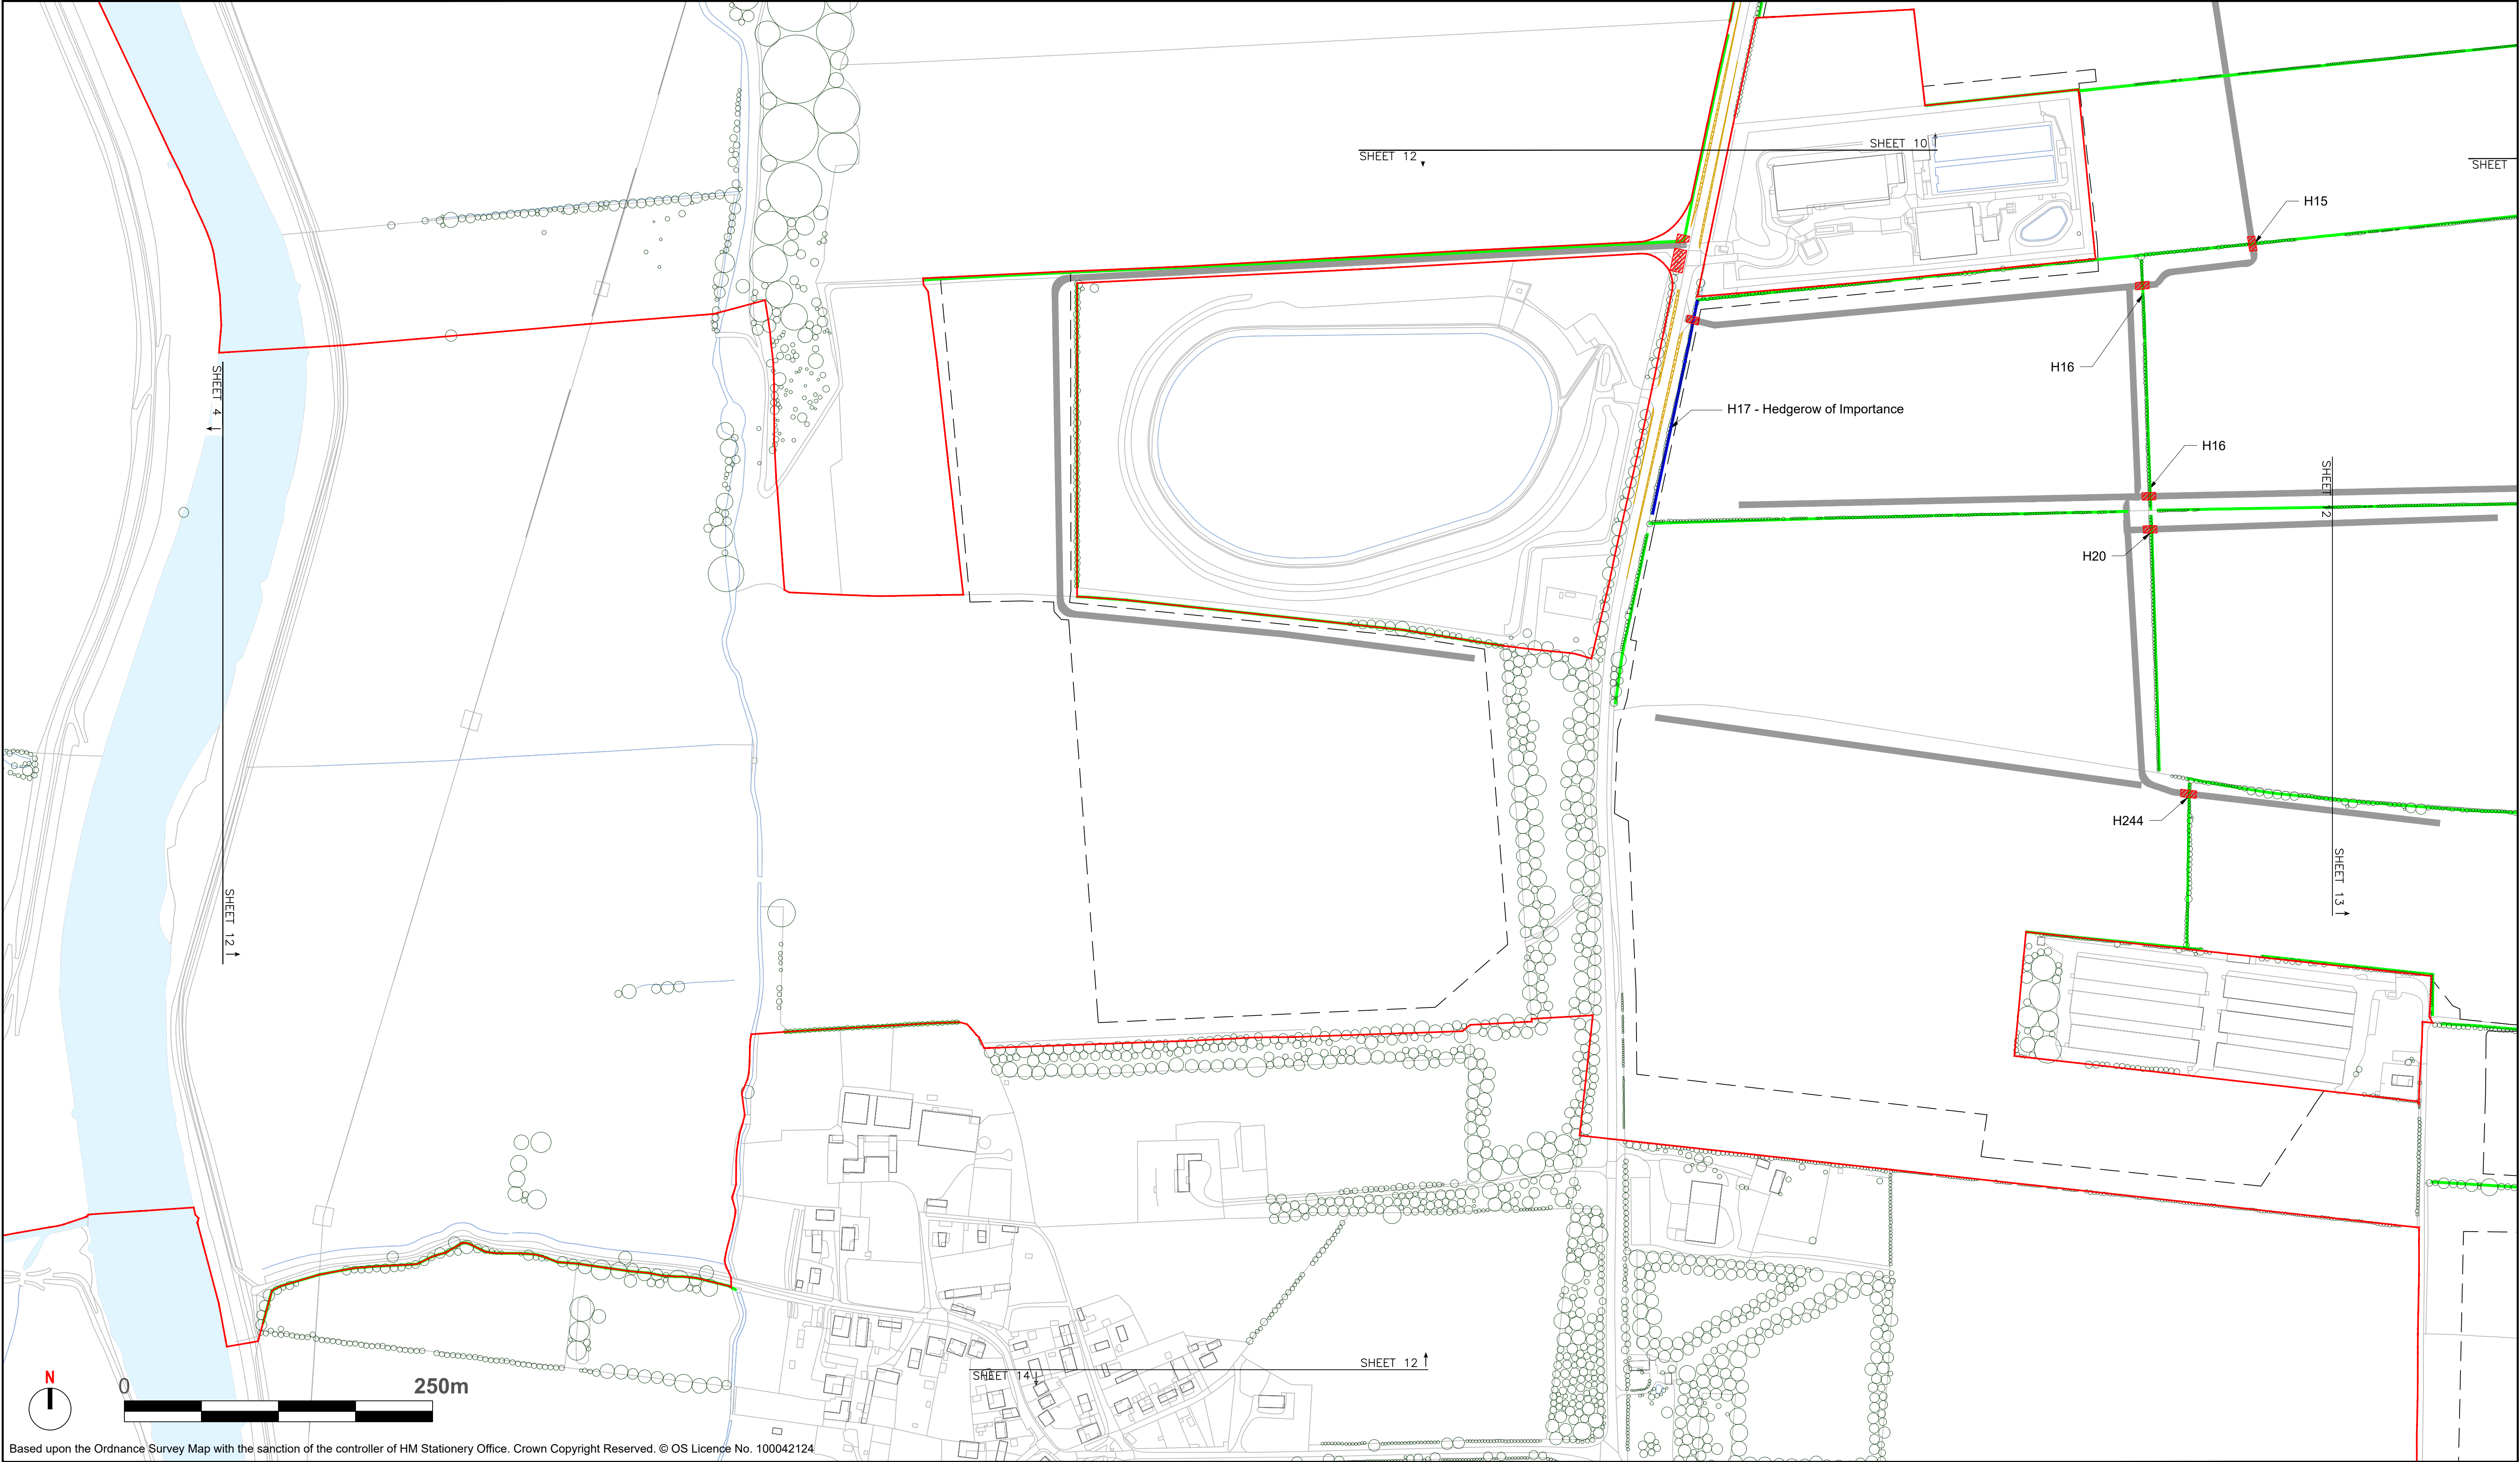 SHEET 12
SHEET 10
SHEET
H15
H16
SHEET 4
H17 - Hedgerow of Importance
H16
SHEET 12
H20
H244
SHEET 13
SHEET 12
SHEET 12
SHEET 14
N
0
250m
Based upon the Ordnance Survey Map with the sanction of the controller of HM Stationery Office. Crown Copyright Reserved. © OS Licence No. 100042124